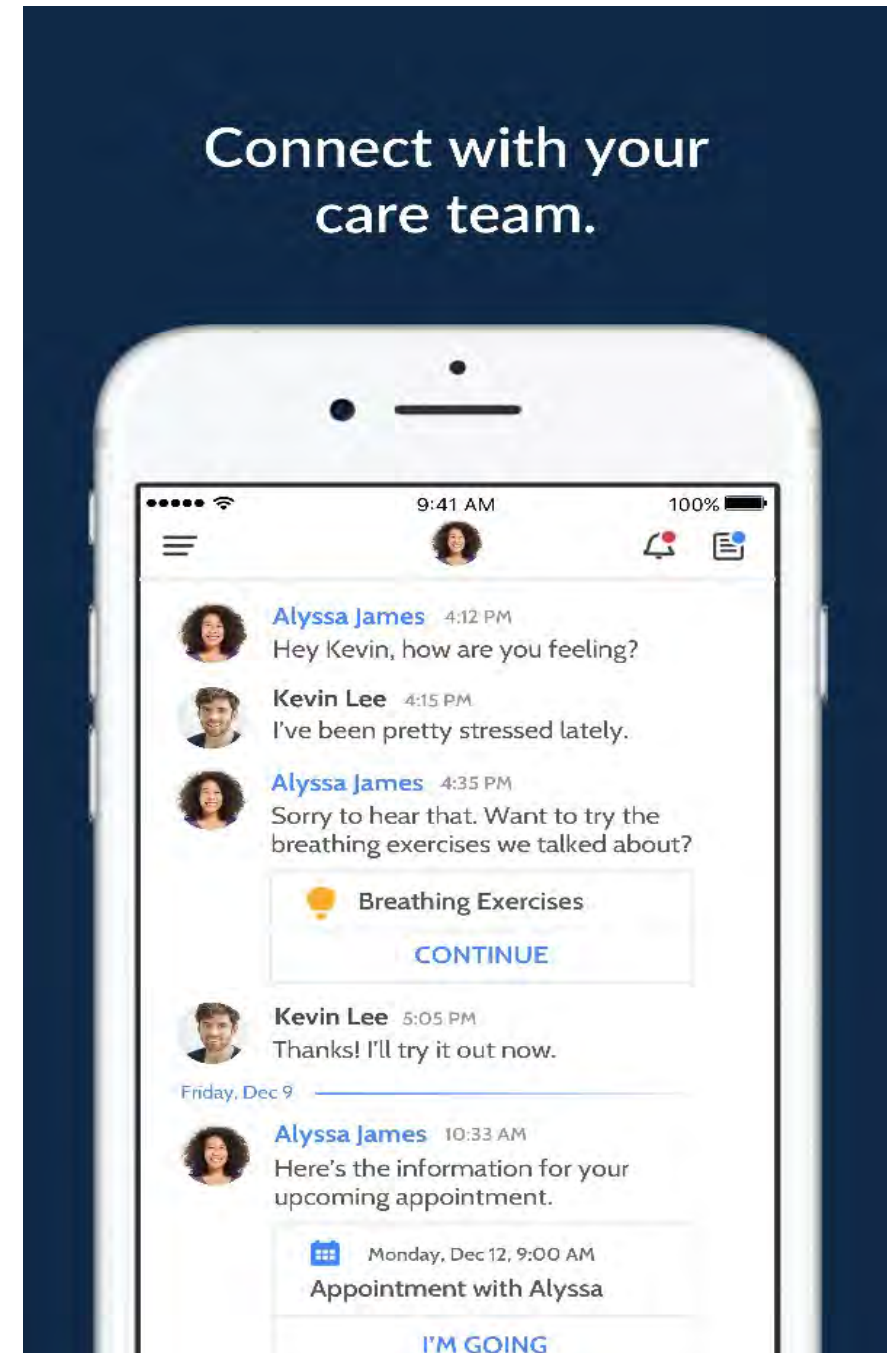 Connect with your
care team.
9:41 AM 100%
Alyssa James 4:12 PM
Hey Kevin, how are you feeling?
Kevin Lee 4:15 PM
I've been pretty stressed lately.
Alyssa James 4:35 PM
Sorry to hear that. Want to try the
breathing exercises we talked about?
Breathing Exercises
CONTINUE
Kevin Lee 5:05 PM
Thanks! I'll try it out now.
Friday, Dec 9
Alyssa James 10:33 AM
Here's the information for your
upcoming appointment.
Monday, Dec 12, 9:00 AM
Appointment with Alyssa
I'M GOING